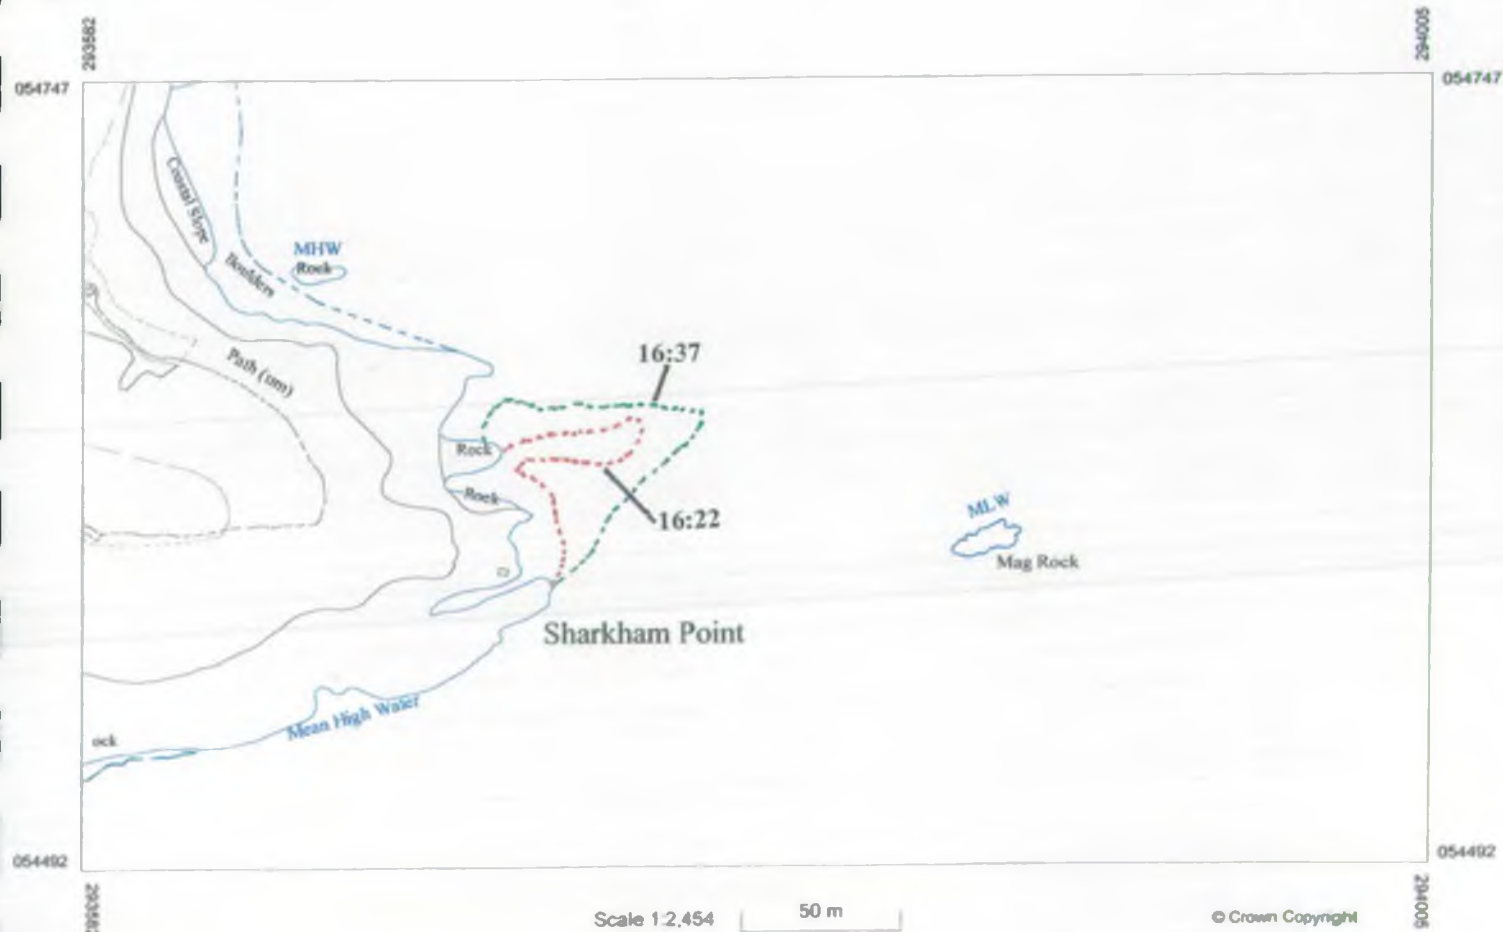 293582
294005
054747
054747
Coastal Slope
MHW
Rock
Boulders
16:37
Path (um)
Rock
Rock
16:22
MLW
Mag Rock
Sharkham Point
Mean High Water
ock
054492
054492
294005
Scale 1:2,454
50 m
© Crown Copyright